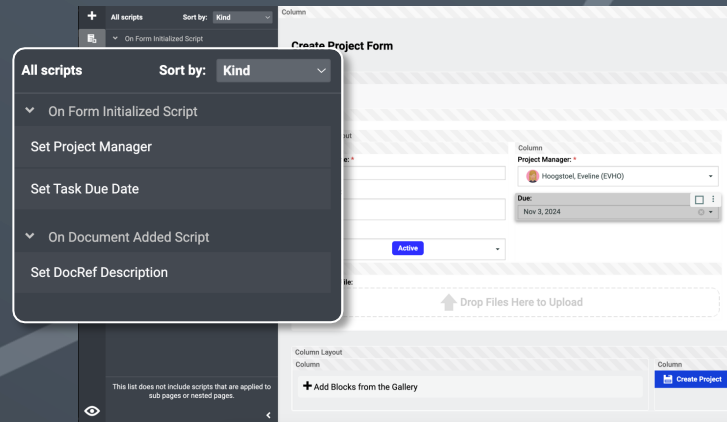 All scripts
Sort by: Kind
On Form Initialized Script
Column
Create Project Form
All scripts
Sort by: Kind
On Form Initialized Script
Set Project Manager
Set Task Due Date
On Document Added Script
Set DocRef Description
Column
Project Manager: *
Hoogstoel, Eveline (EVHO)
Due:
Nov 3, 2024
Active
Drop Files Here to Upload
Column Layout
Column
Add Blocks from the Gallery
Column
Create Project
This list does not include scripts that are applied to
sub pages or nested pages.